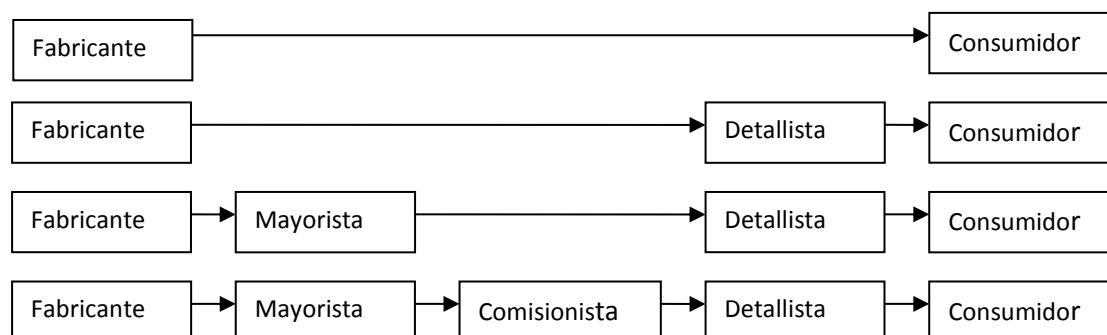 Fabricante Consumidor
Fabricante Detallista Consumidor
Fabricante Mayorista Detallista Consumidor
Fabricante Mayorista Comisionista Detallista Consumidor